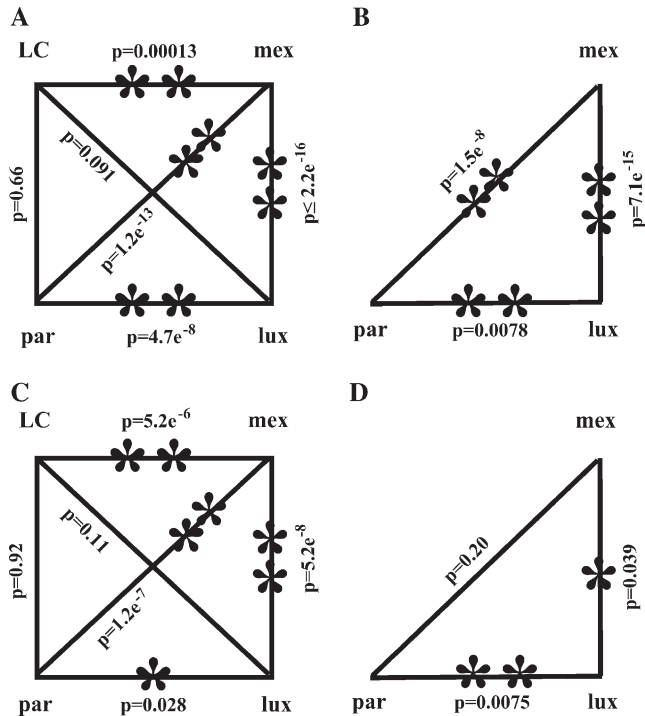 A
LC p=0.00013 mex
p=0.66
p=0.091
p=1.2e-13
p≤ 2.2e-16
par p=4.7e-8 lux
B
mex
p=1.5e-8
p=7.1e-15
par p=0.0078 lux
C
LC p=5.2e-6 mex
p=0.92
p=0.11
p=1.2e-7
p=5.2e-8
par p=0.028 lux
D
mex
p=0.20
p=0.039
par p=0.0075 lux